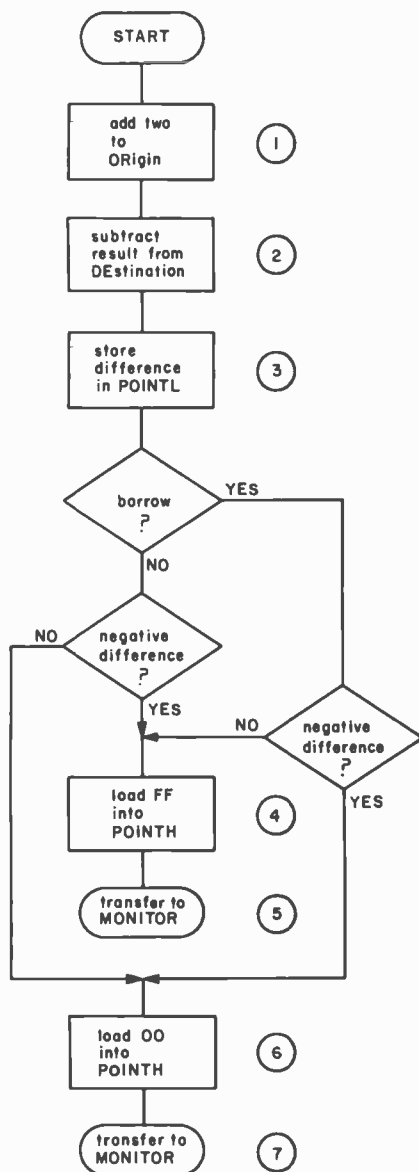 START
add two
to
ORigin
1
subtract
result from
DEstination
2
store
difference
in POINTL
3
borrow
?
YES
NO
negative
difference
?
NO
YES
negative
difference
?
NO
YES
load FF
into
POINTH
4
transfer to
MONITOR
5
load 00
into
POINTH
6
transfer to
MONITOR
7